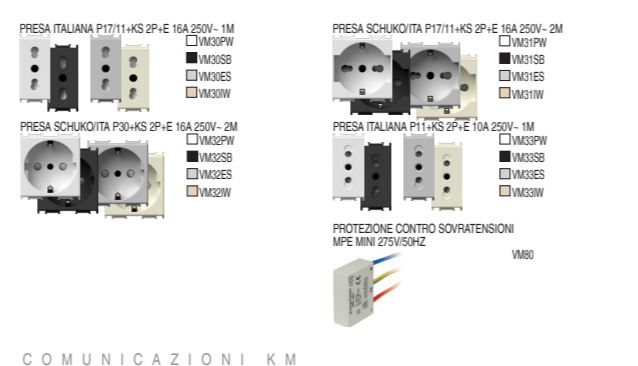 PRESA ITALIANA P17/11+KS 2P+E 16A 250V~ 1M
VM30PW
VM30SB
VM30ES
VM30IW
PRESA SCHUKO/ITA P30+KS 2P+E 16A 250V~ 2M
VM32PW
VM32SB
VM32ES
VM32IW
PRESA SCHUKO/ITA P17/11+KS 2P+E 16A 250V~ 2M
VM31PW
VM31SB
VM31ES
VM31IW
PRESA ITALIANA P11+KS 2P+E 10A 250V~ 1M
VM33PW
VM33SB
VM33ES
VM33IW
PROTEZIONE CONTRO SOVRATENSIONI
MPE MINI 275V/50HZ
VM80
COMUNICAZIONI KM